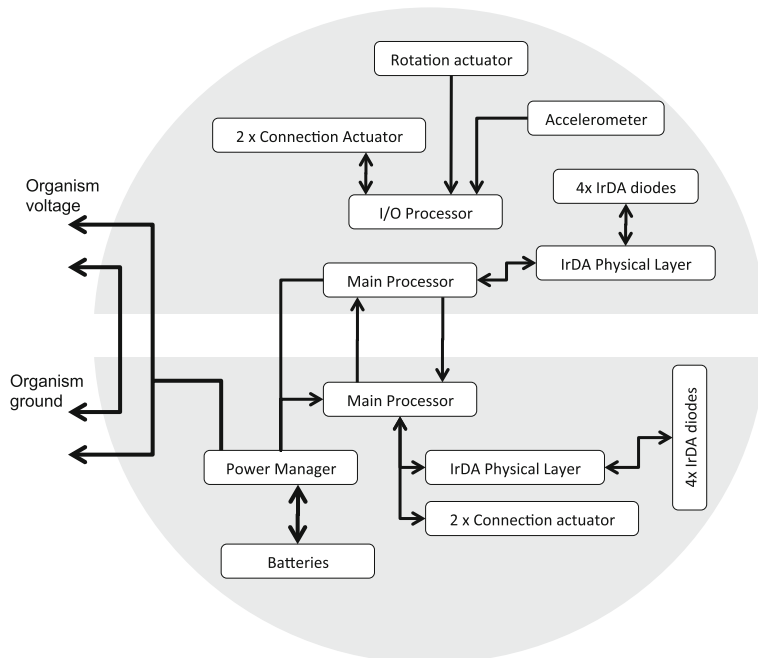 Rotation actuator
Accelerometer
2 x Connection Actuator
4x IrDA diodes
Organism
voltage
I/O Processor
IrDA Physical Layer
Main Processor
Organism
ground
Main Processor
4x IrDA diodes
Power Manager
IrDA Physical Layer
2 x Connection actuator
Batteries